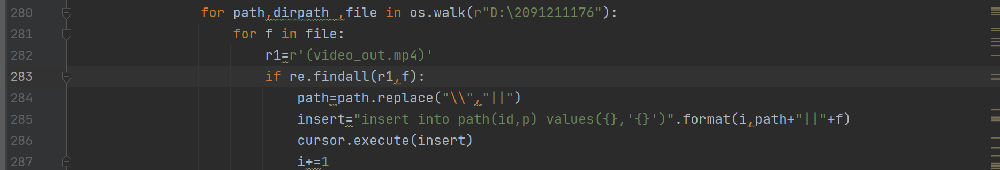 280 for path,dirpath ,file in os.walk(r"D:\2091211176"):
281 for f in file:
282 r1=r'(video_out.mp4)'
283 if re.findall(r1,f):
284 path=path.replace("\\","||")
285 insert="insert into path(id,p) values({},'{}')".format(i,path+"||"+f)
286 cursor.execute(insert)
287 i+=1